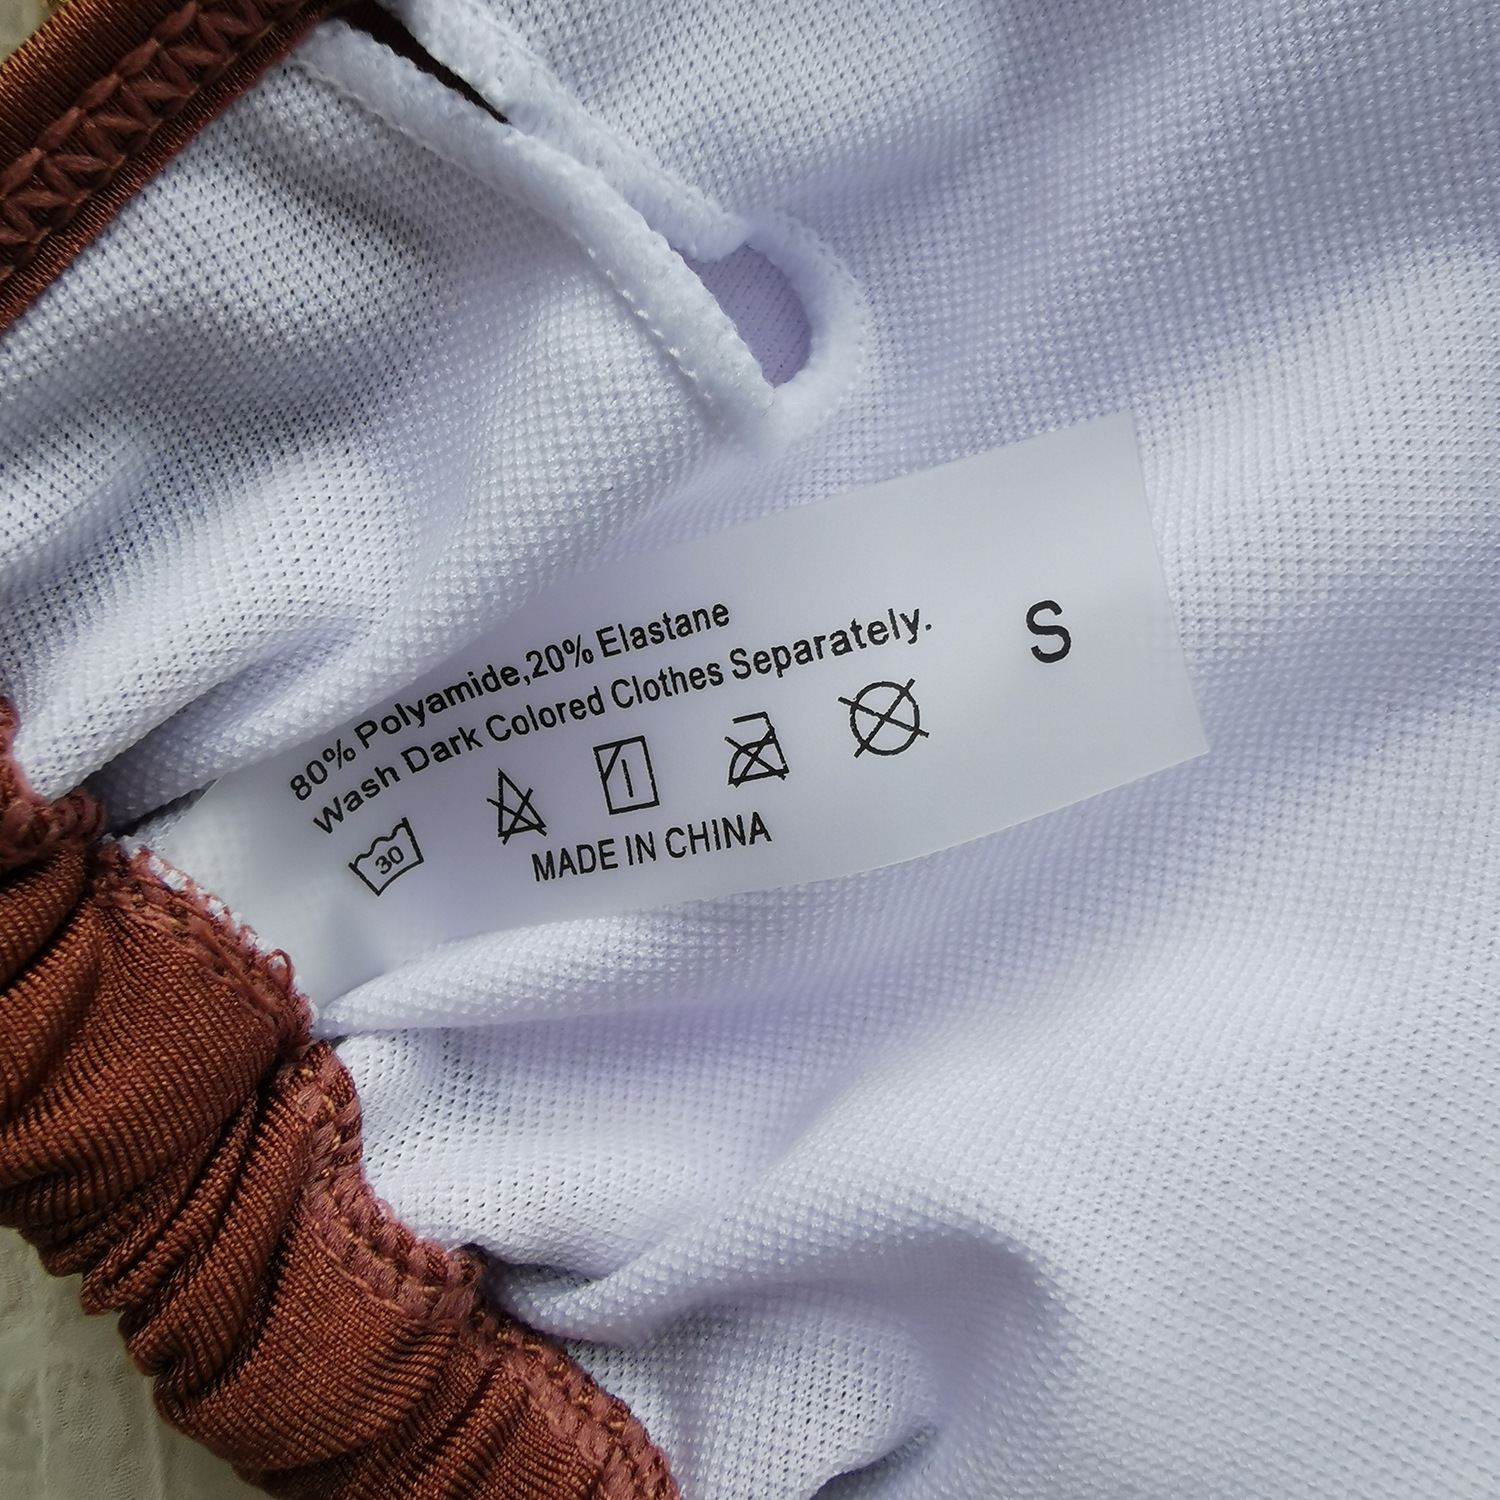 80% Polyamide,20% Elastane
Wash Dark Colored Clothes Separately.
S
30
MADE IN CHINA